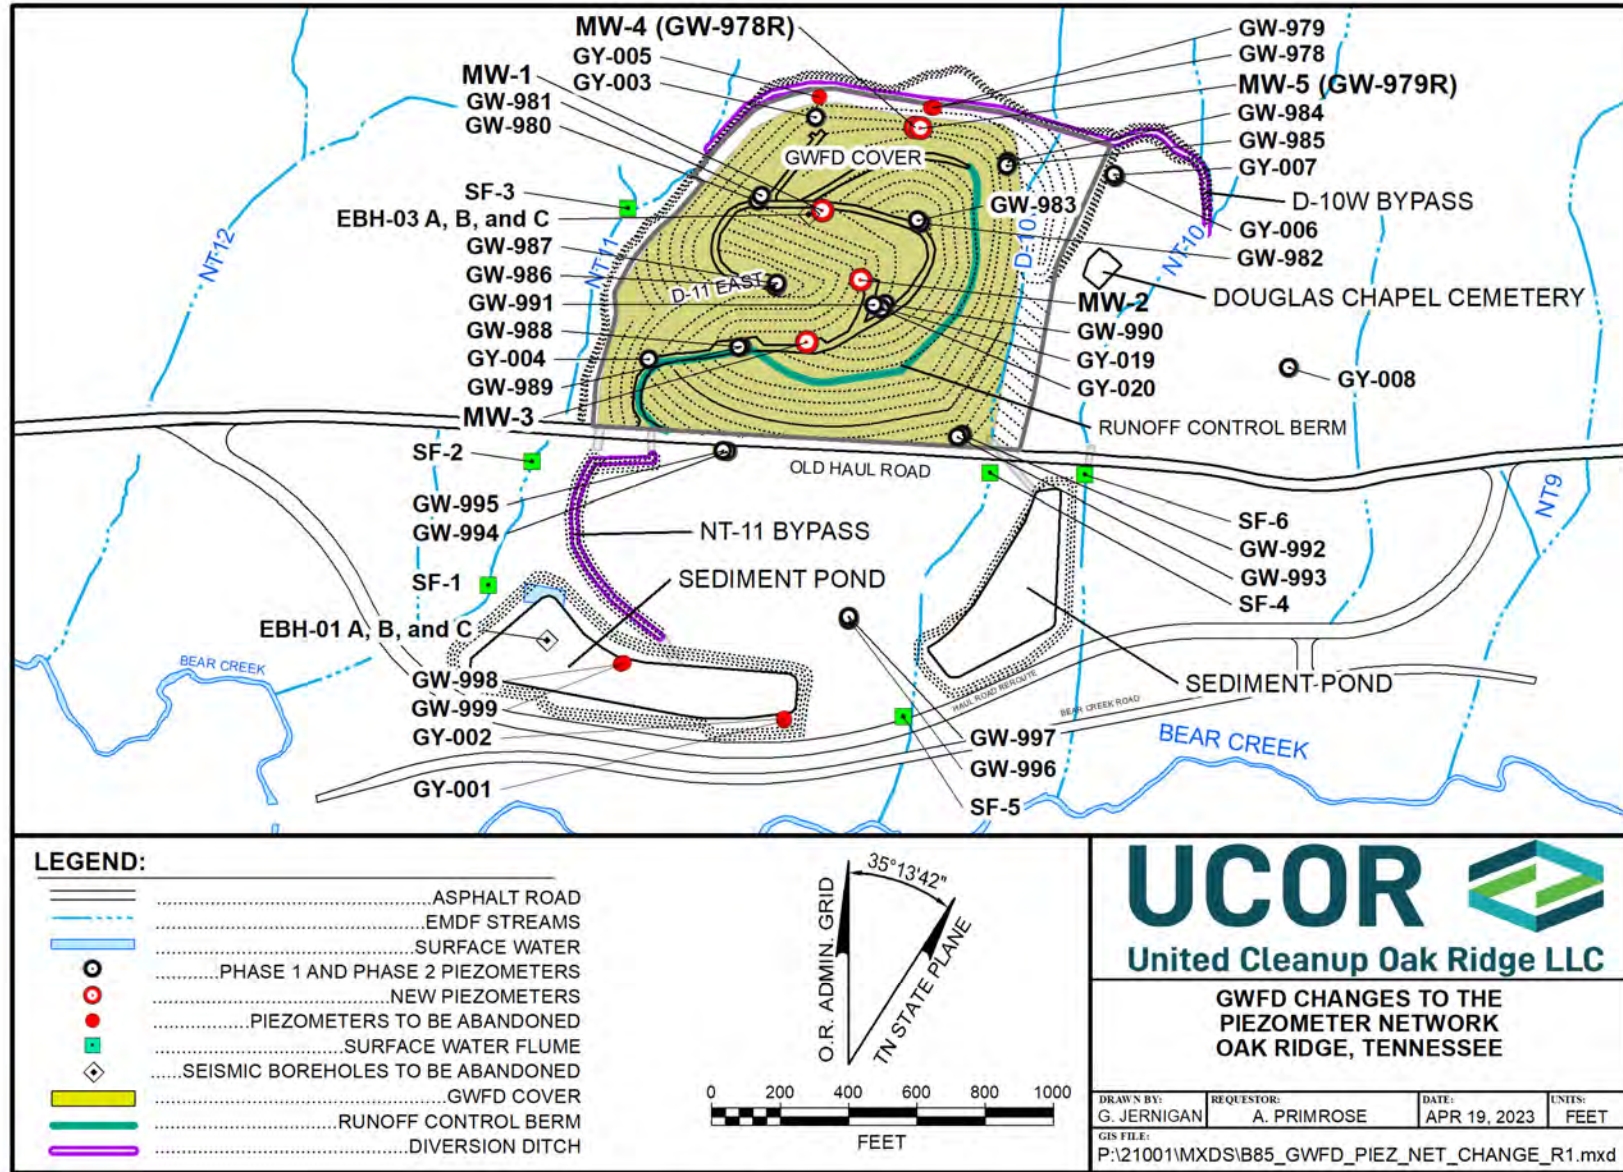 MW-4 (GW-978R)
GY-005
GY-003
MW-1
GW-981
GW-980
SF-3
EBH-03 A, B, and C
GW-987
GW-986
GW-991
GW-988
GY-004
GW-989
MW-3
SF-2
GW-995
GW-994
SF-1
EBH-01 A, B, and C
GW-998
GW-999
GY-002
GY-001
GW-979
GW-978
MW-5 (GW-979R)
GW-984
GW-985
GY-007
D-10W BYPASS
GY-006
GW-982
GW-983
DOUGLAS CHAPEL CEMETERY
MW-2
GW-990
GY-019
GY-020
GY-008
RUNOFF CONTROL BERM
SF-6
GW-992
GW-993
SF-4
SEDIMENT POND
GW-997
GW-996
SF-5
GWFD COVER
D-11 EAST
NT12
NT11
NT10
NT9
OLD HAUL ROAD
NT-11 BYPASS
SEDIMENT POND
BEAR CREEK
HAUL ROAD REROUTE
BEAR CREEK ROAD
BEAR CREEK
LEGEND:
ASPHALT ROAD
EMDF STREAMS
SURFACE WATER
PHASE 1 AND PHASE 2 PIEZOMETERS
NEW PIEZOMETERS
PIEZOMETERS TO BE ABANDONED
SURFACE WATER FLUME
SEISMIC BOREHOLES TO BE ABANDONED
GWFD COVER
RUNOFF CONTROL BERM
DIVERSION DITCH
35°13'42"
O.R. ADMIN. GRID
TN STATE PLANE
0 200 400 600 800 1000
FEET
UCOR
United Cleanup Oak Ridge LLC
GWFD CHANGES TO THE
PIEZOMETER NETWORK
OAK RIDGE, TENNESSEE
DRAWN BY: REQUESTOR: DATE: UNITS:
G. JERNIGAN A. PRIMROSE APR 19, 2023 FEET
GIS FILE:
P:\21001\MXDS\B85_GWFD_PIEZ_NET_CHANGE_R1.mxd